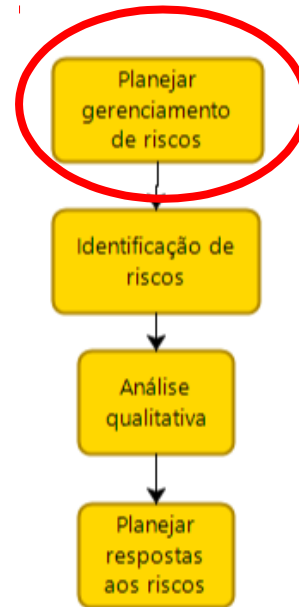 Planejar
gerenciamento
de riscos
Identificação de
riscos
Análise
qualitativa
Planejar
respostas
aos riscos